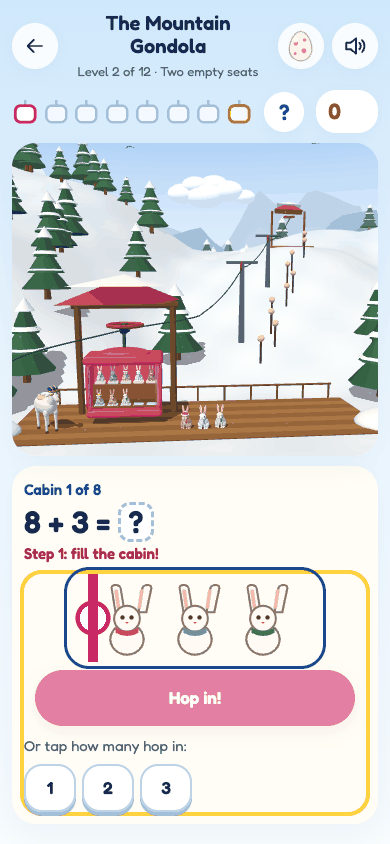 The Mountain
Gondola
Level 2 of 12 · Two empty seats
?
0
Cabin 1 of 8
8 + 3 = ?
Step 1: fill the cabin!
Hop in!
Or tap how many hop in:
1 2 3